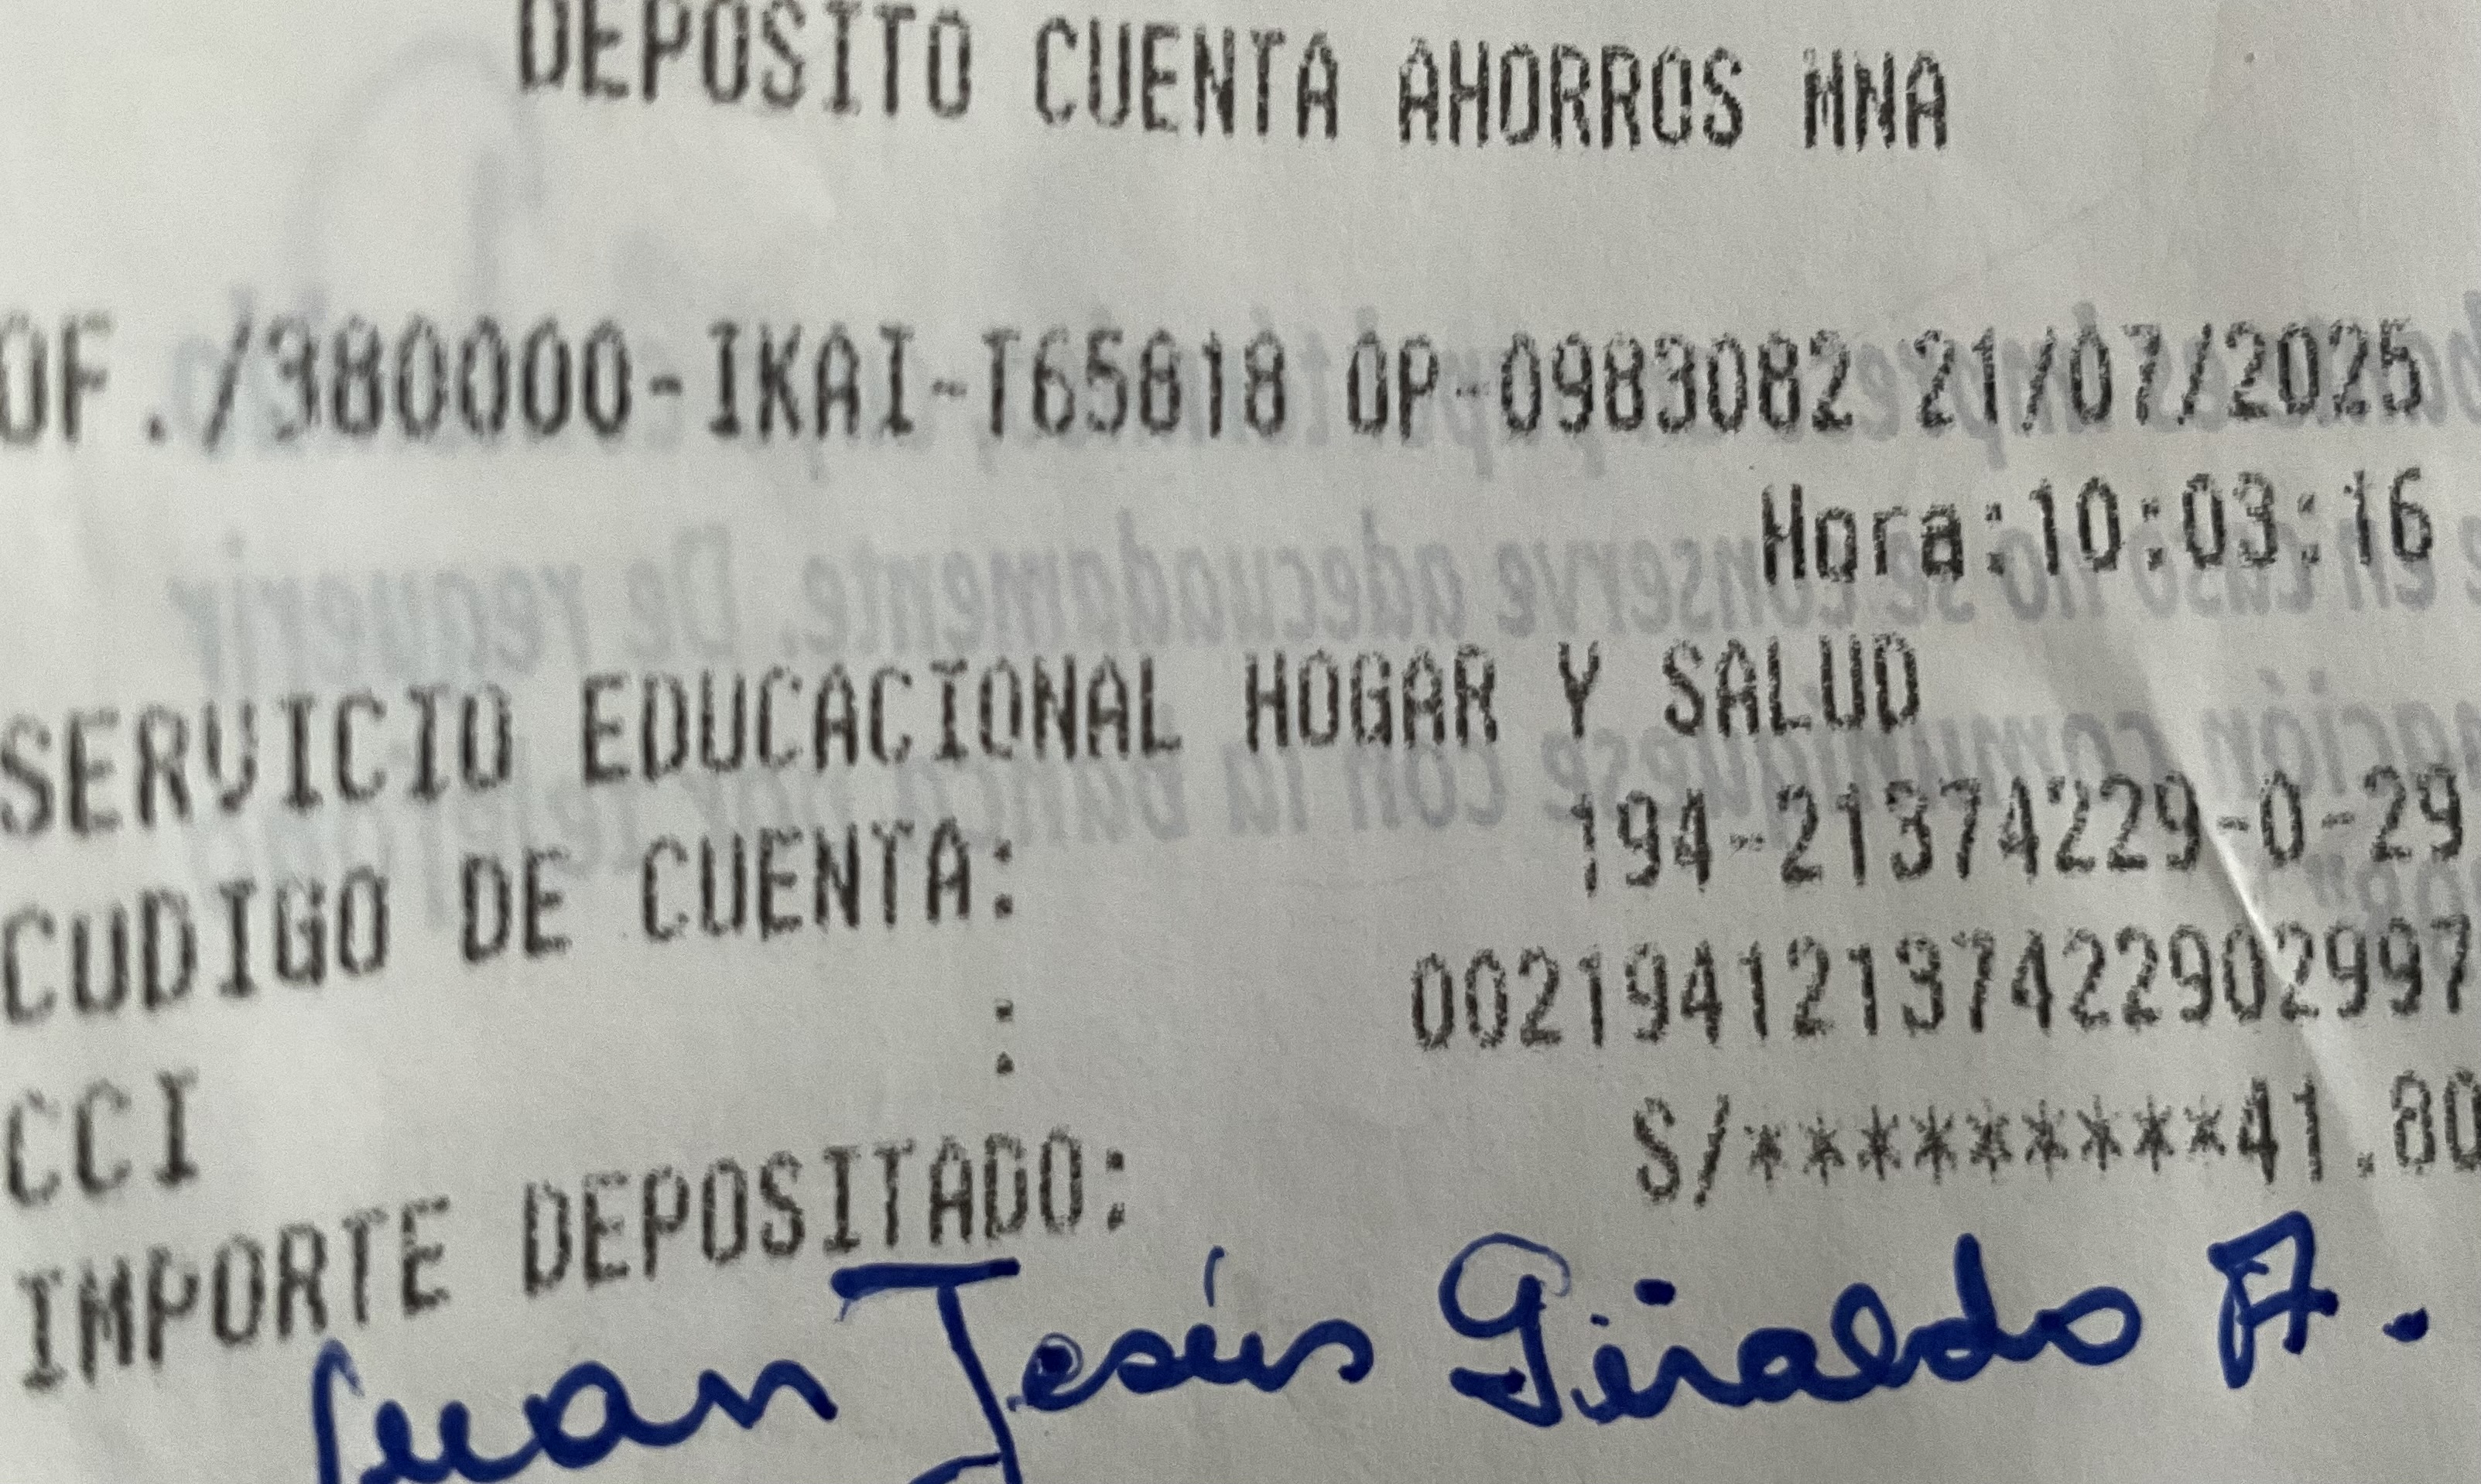 DEPOSITO CUENTA AHORROS MNA
OF./380000-IKAI-T65818 OP-0983082 21/07/2025
Hora:10:03:16
SERVICIO EDUCACIONAL HOGAR Y SALUD
CUDIGO DE CUENTA: 194-21374229-0-29
CCI : 00219412137422902997
IMPORTE DEPOSITADO: S/*********41.80
Juan Jesús Giraldo A.